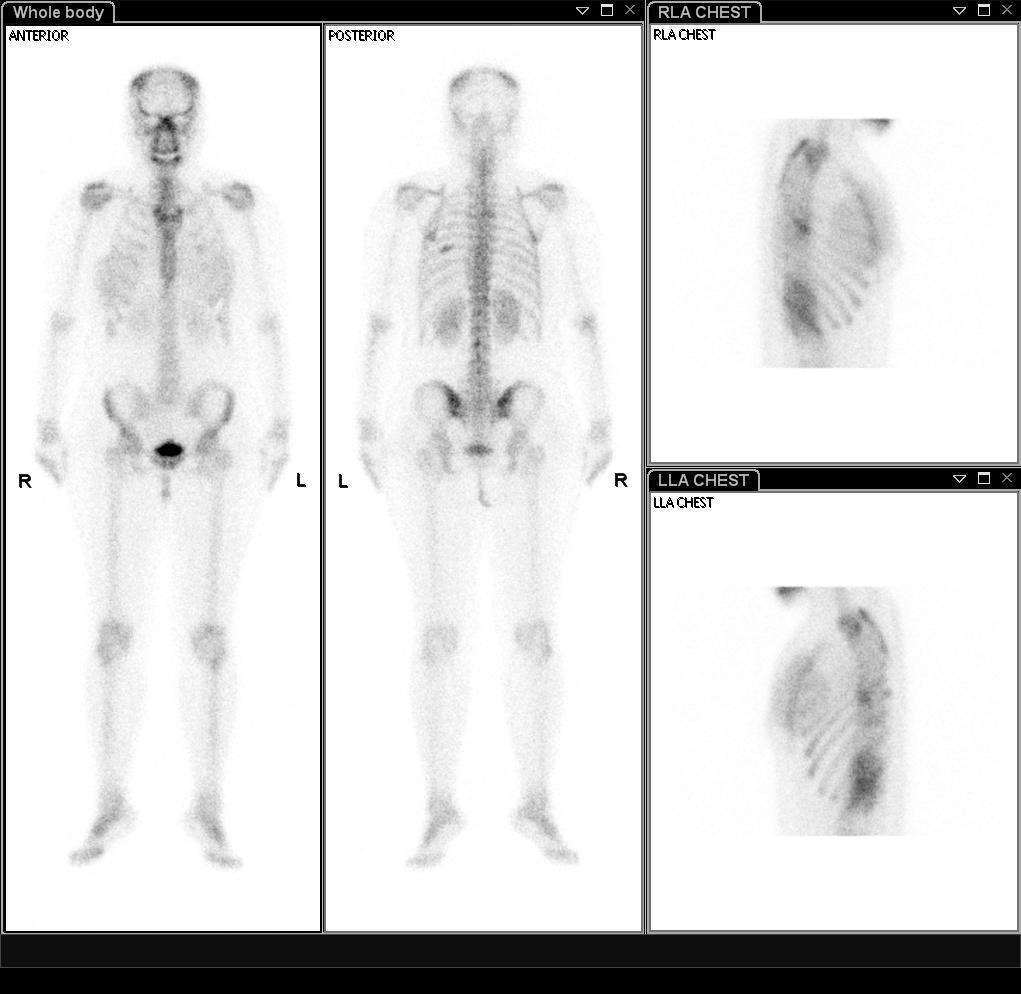 Whole body
ANTERIOR
POSTERIOR
R
L
L
R
RLA CHEST
RLA CHEST
LLA CHEST
LLA CHEST